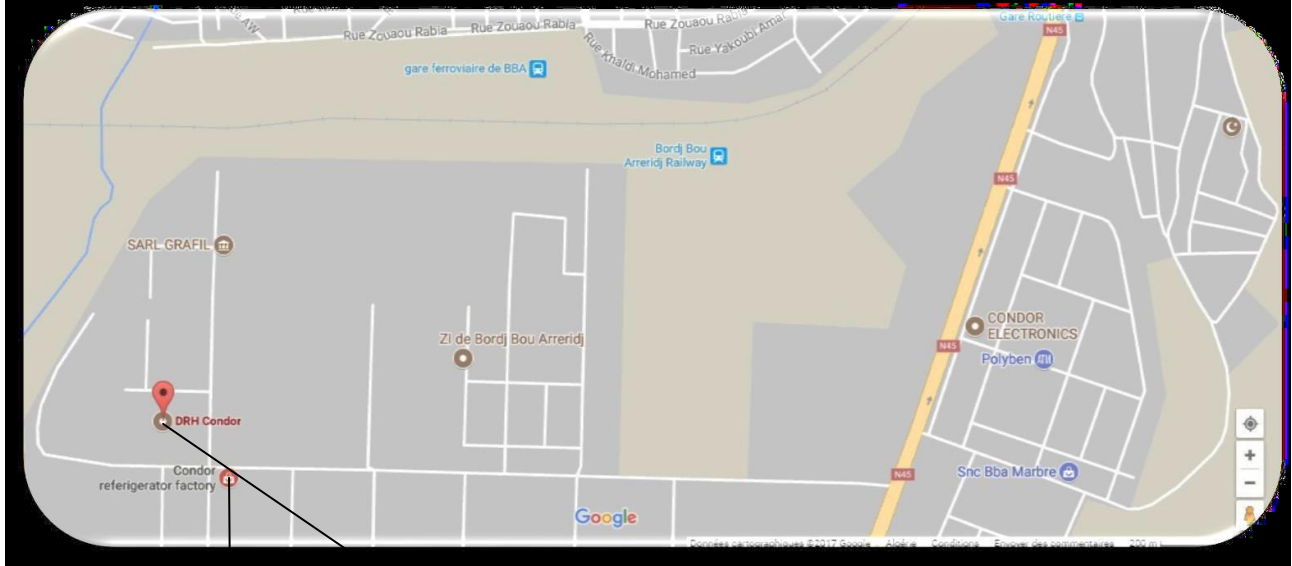 Gare Routière
N45
Rue Zouaou Rabia
Rue Zouaou Rabia
Rue Zouaou Rabia
Rue Yakoubi Amar
Rue Khaldi Mohamed
gare ferroviaire de BBA
Bordj Bou
Arreridj Railway
N45
SARL GRAFIL
CONDOR
ELECTRONICS
ZI de Bordj Bou Arreridj
N45
Polyben
DRH Condor
Condor
referigerator factory
N45
Snc Bba Marbre
Google
Données cartographiques ©2017 Google Algérie Conditions Envoyer des commentaires 200 m